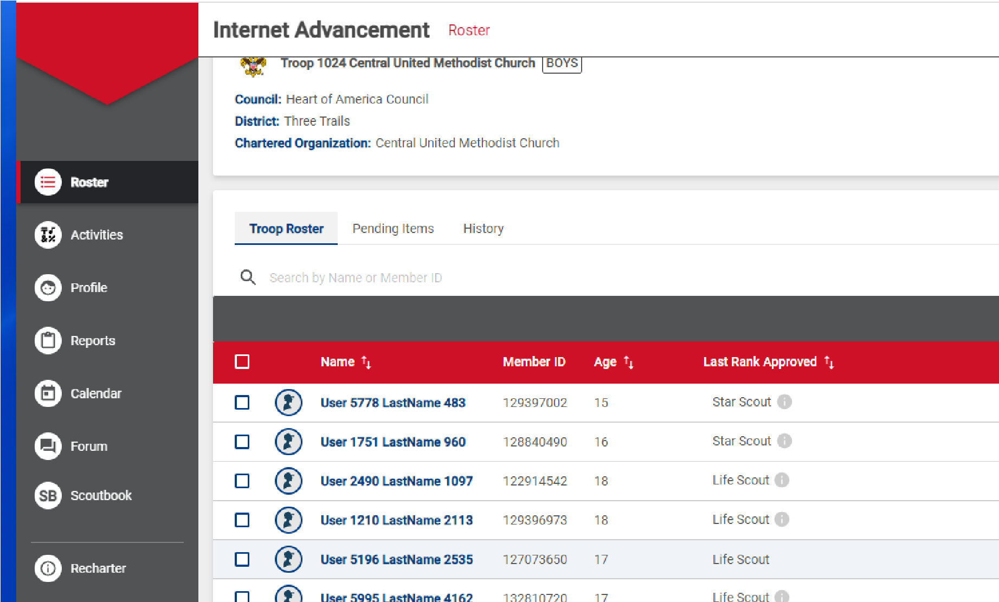 Internet Advancement Roster
Troop 1024 Central United Methodist Church BOYS
Council: Heart of America Council
District: Three Trails
Chartered Organization: Central United Methodist Church
Roster
Activities
Profile
Reports
Calendar
Forum
SB Scoutbook
Recharter
Troop Roster Pending Items History
Search by Name or Member ID
Name Member ID Age Last Rank Approved
User 5778 LastName 483 129397002 15 Star Scout
User 1751 LastName 960 128840490 16 Star Scout
User 2490 LastName 1097 122914542 18 Life Scout
User 1210 LastName 2113 129396973 18 Life Scout
User 5196 LastName 2535 127073650 17 Life Scout
User 5995 LastName 4162 132810720 17 Life Scout